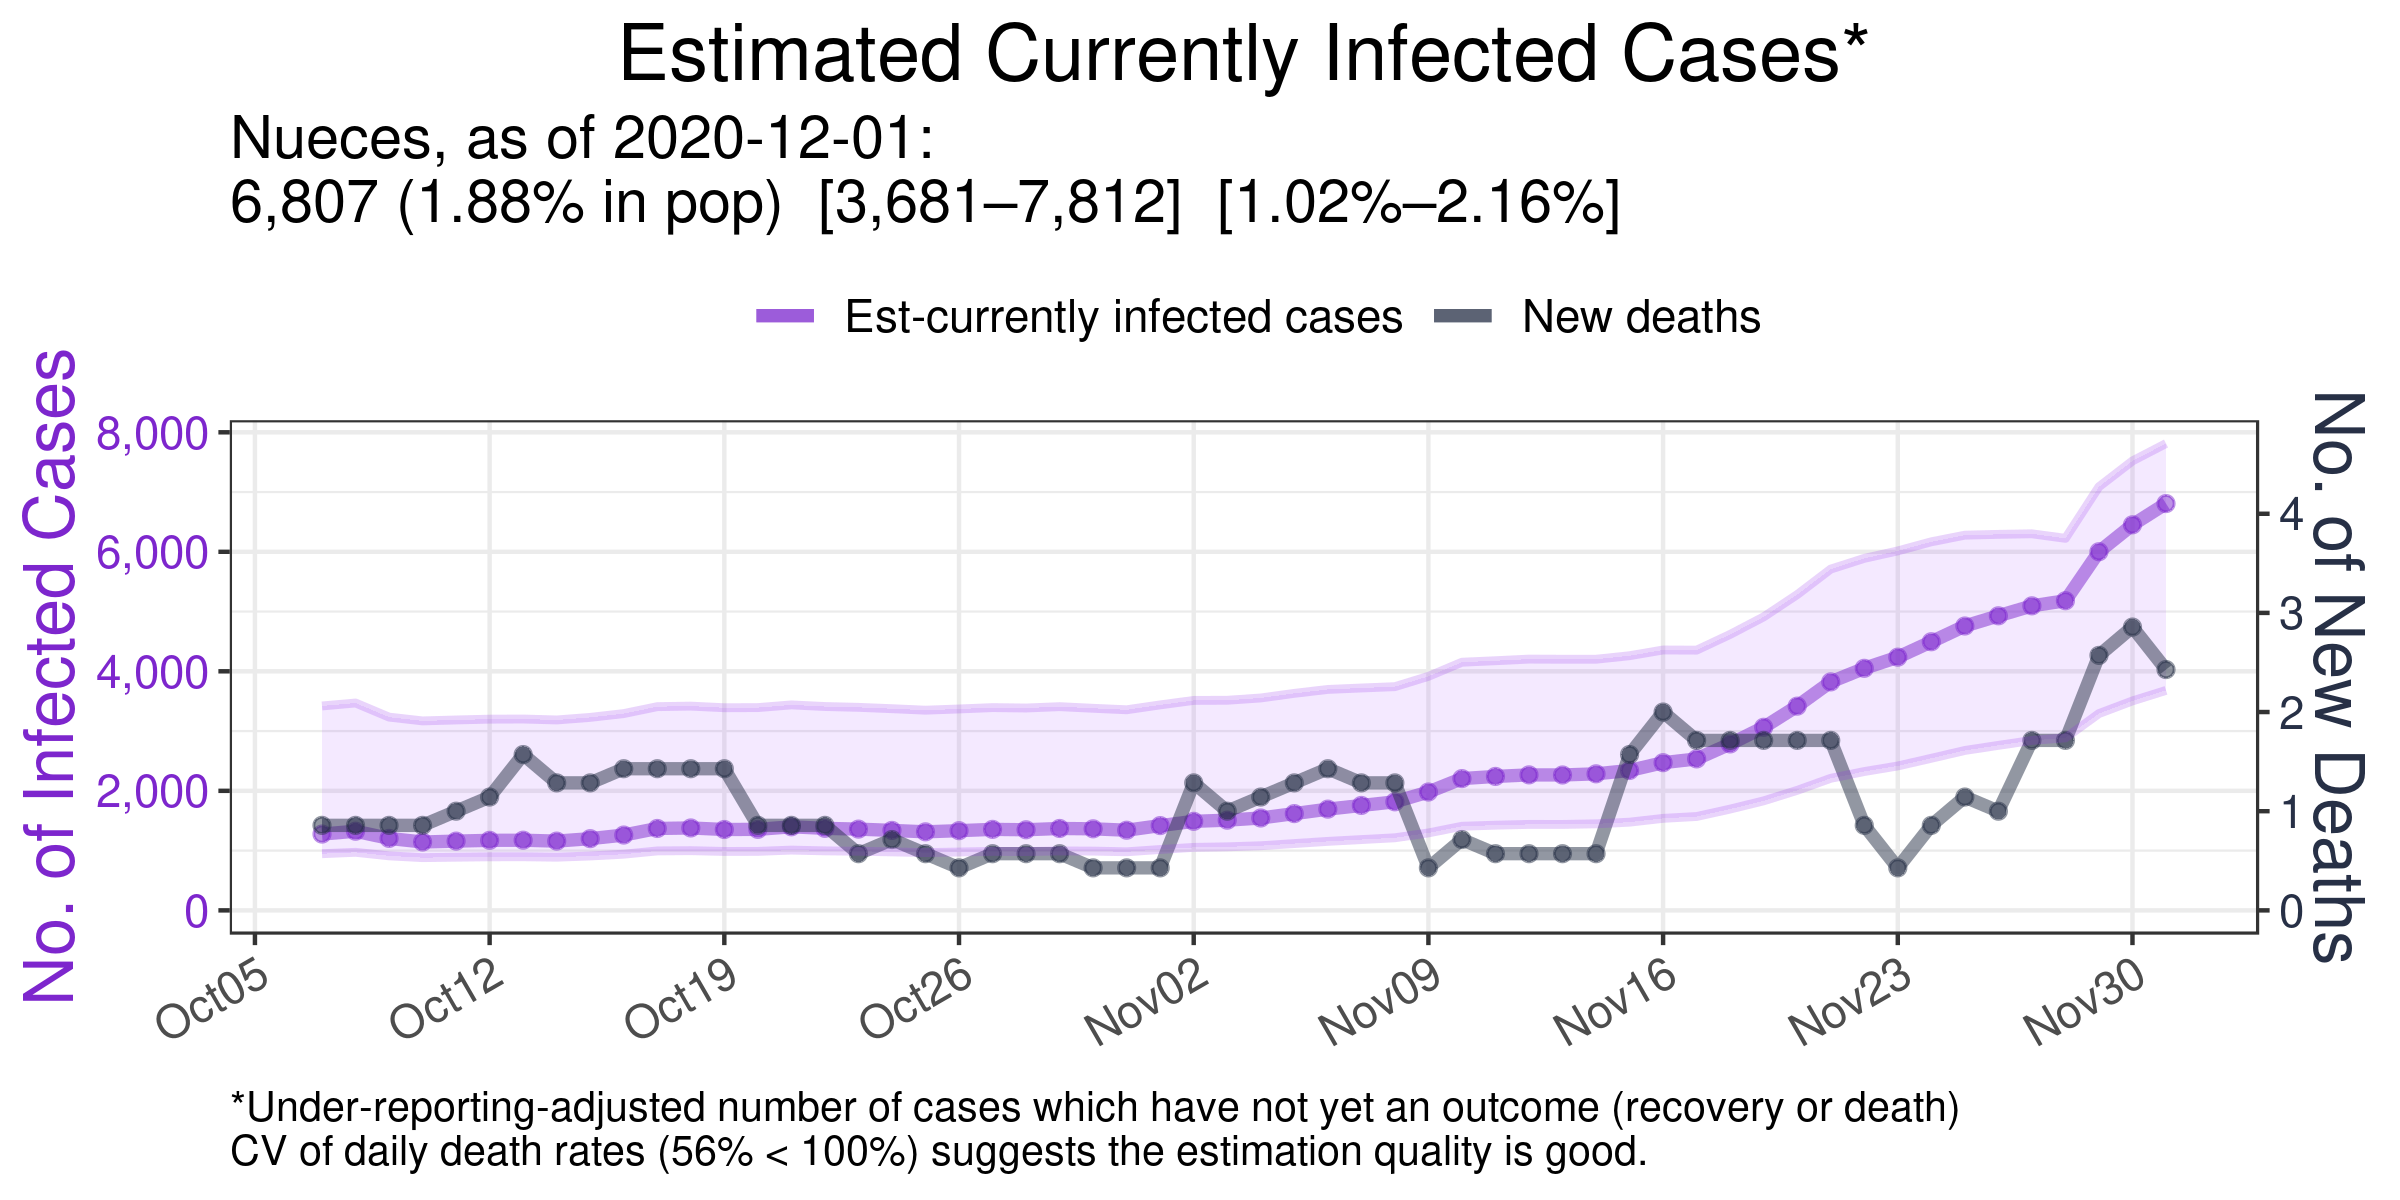 Estimated Currently Infected Cases*
Nueces, as of 2020-12-01:
6,807 (1.88% in pop)  [3,681–7,812]  [1.02%–2.16%]
Est-currently infected cases
New deaths
No. of Infected Cases
8,000
6,000
4,000
2,000
0
4
3
2
1
0
No. of New Deaths
Oct05
Oct12
Oct19
Oct26
Nov02
Nov09
Nov16
Nov23
Nov30
*Under-reporting-adjusted number of cases which have not yet an outcome (recovery or death)
CV of daily death rates (56% < 100%) suggests the estimation quality is good.